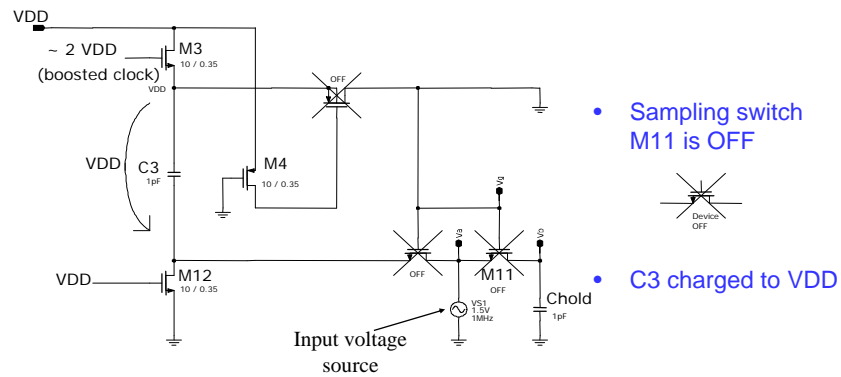 VDD
~ 2 VDD
(boosted clock)
M3
10 / 0.35
VDD
OFF
VDD
C3
1pF
M4
10 / 0.35
Vg
Va
Vb
OFF
M11
OFF
VDD
M12
10 / 0.35
VS1
1.5V
1MHz
Chold
1pF
Input voltage
source
• Sampling switch
M11 is OFF
Device
OFF
• C3 charged to VDD